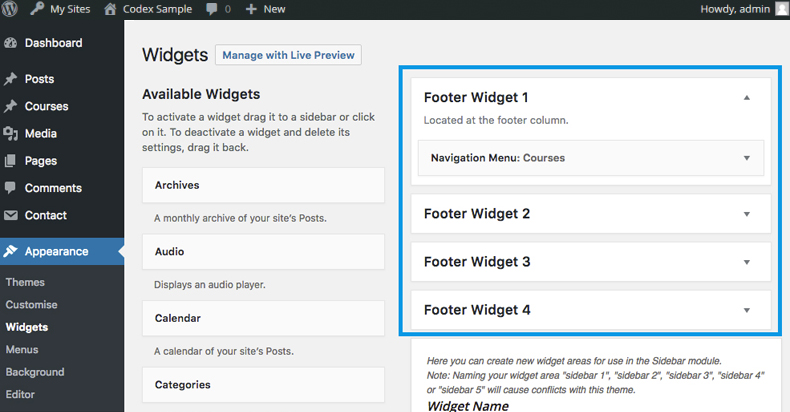 My Sites Codex Sample 0 + New Howdy, admin
Dashboard
Posts
Courses
Media
Pages
Comments
Contact
Appearance
Themes
Customise
Widgets
Menus
Background
Editor
Widgets Manage with Live Preview
Available Widgets
To activate a widget drag it to a sidebar or click
on it. To deactivate a widget and delete its
settings, drag it back.
Archives
A monthly archive of your site's Posts.
Audio
Displays an audio player.
Calendar
A calendar of your site's Posts.
Categories
Footer Widget 1
Located at the footer column.
Navigation Menu: Courses
Footer Widget 2
Footer Widget 3
Footer Widget 4
Here you can create new widget areas for use in the Sidebar module.
Note: Naming your widget area "sidebar 1", "sidebar 2", "sidebar 3", "sidebar 4"
or "sidebar 5" will cause conflicts with this theme.
Widget Name